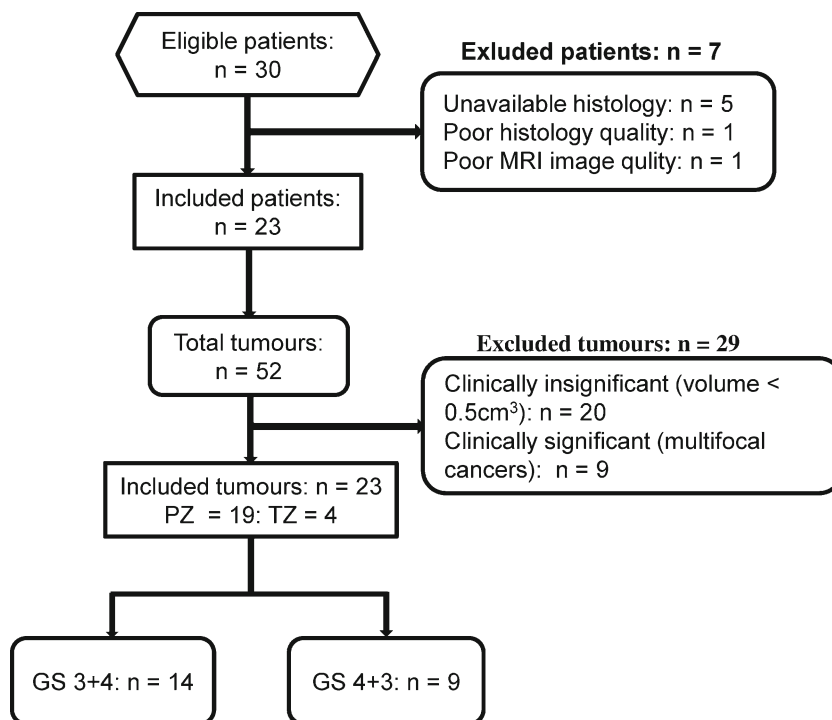 Eligible patients:
n = 30
Exluded patients: n = 7
Unavailable histology: n = 5
Poor histology quality: n = 1
Poor MRI image qulity: n = 1
Included patients:
n = 23
Total tumours:
n = 52
Excluded tumours: n = 29
Clinically insignificant (volume <
0.5cm³): n = 20
Clinically significant (multifocal
cancers): n = 9
Included tumours: n = 23
PZ = 19: TZ = 4
GS 3+4: n = 14
GS 4+3: n = 9